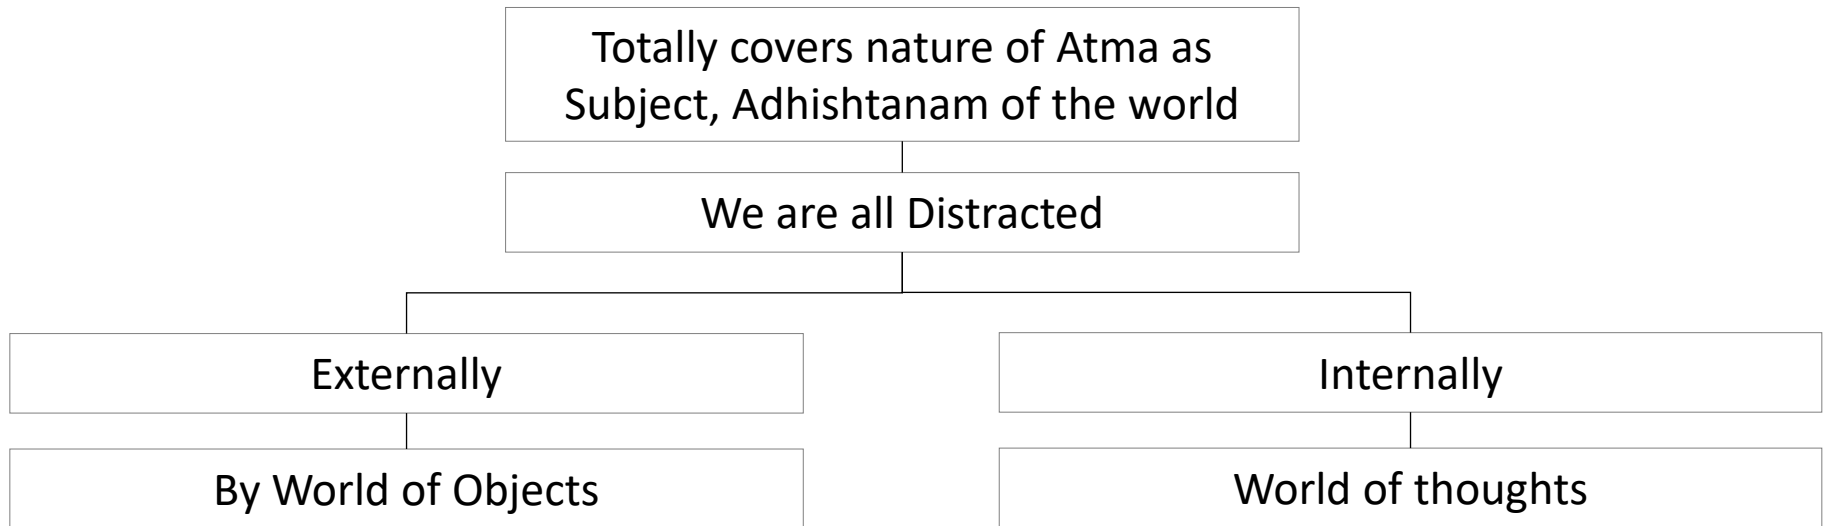 Totally covers nature of Atma as
Subject, Adhishtanam of the world
We are all Distracted
Externally
Internally
By World of Objects
World of thoughts